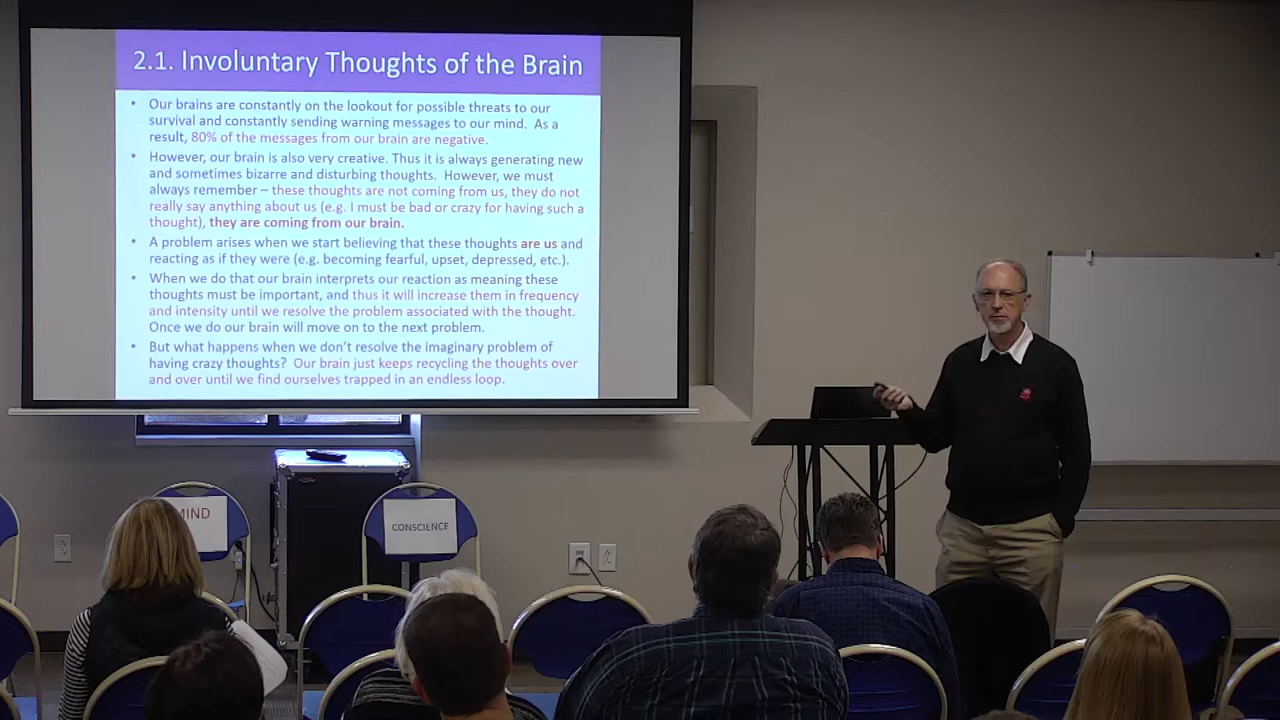 2.1. Involuntary Thoughts of the Brain
• Our brains are constantly on the lookout for possible threats to our
survival and constantly sending warning messages to our mind. As a
result, 80% of the messages from our brain are negative.
• However, our brain is also very creative. Thus it is always generating new
and sometimes bizarre and disturbing thoughts. However, we must
always remember – these thoughts are not coming from us, they do not
really say anything about us (e.g. I must be bad or crazy for having such a
thought), they are coming from our brain.
• A problem arises when we start believing that these thoughts are us and
reacting as if they were (e.g. becoming fearful, upset, depressed, etc.).
• When we do that our brain interprets our reaction as meaning these
thoughts must be important, and thus it will increase them in frequency
and intensity until we resolve the problem associated with the thought.
Once we do our brain will move on to the next problem.
• But what happens when we don't resolve the imaginary problem of
having crazy thoughts? Our brain just keeps recycling the thoughts over
and over until we find ourselves trapped in an endless loop.
MIND
CONSCIENCE